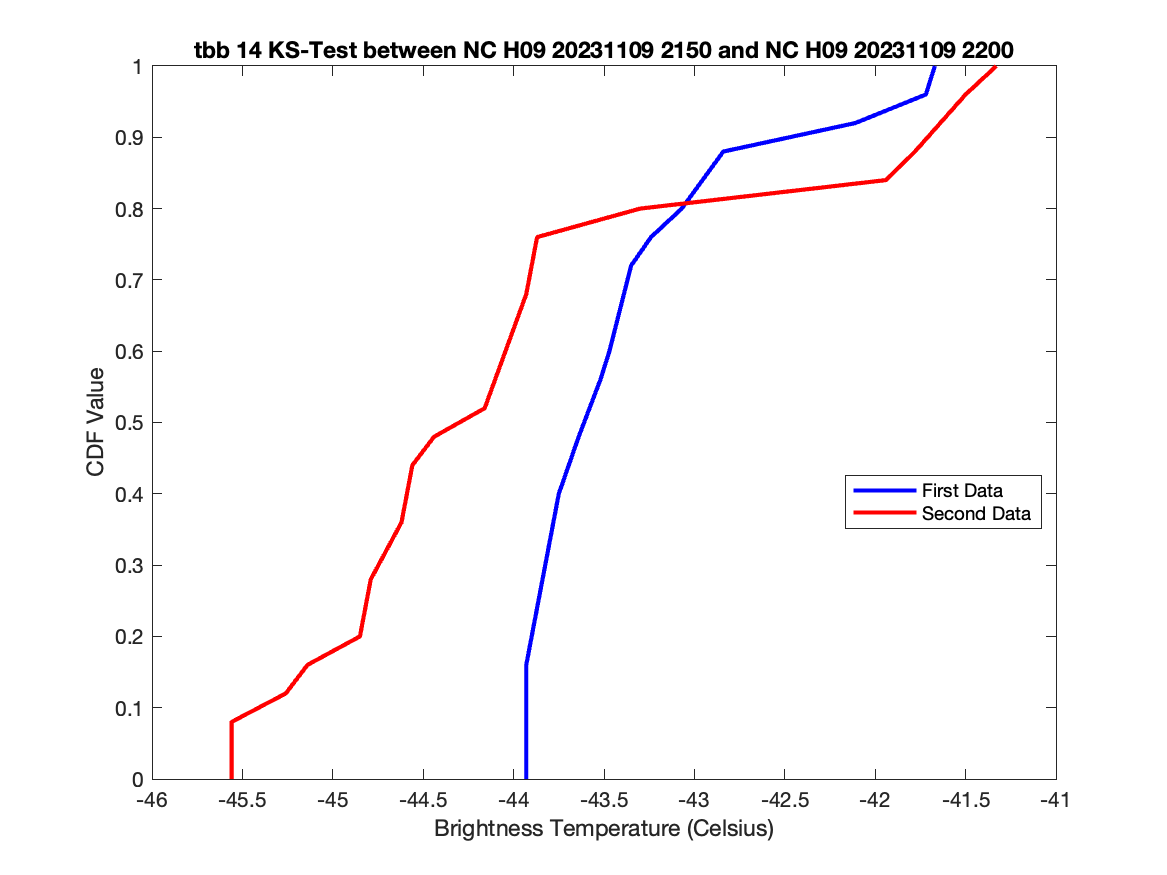 tbb 14 KS-Test between NC H09 20231109 2150 and NC H09 20231109 2200
1
0.9
0.8
0.7
0.6
0.5
0.4
0.3
0.2
0.1
0
CDF Value
First Data
Second Data
-46 -45.5 -45 -44.5 -44 -43.5 -43 -42.5 -42 -41.5 -41
Brightness Temperature (Celsius)